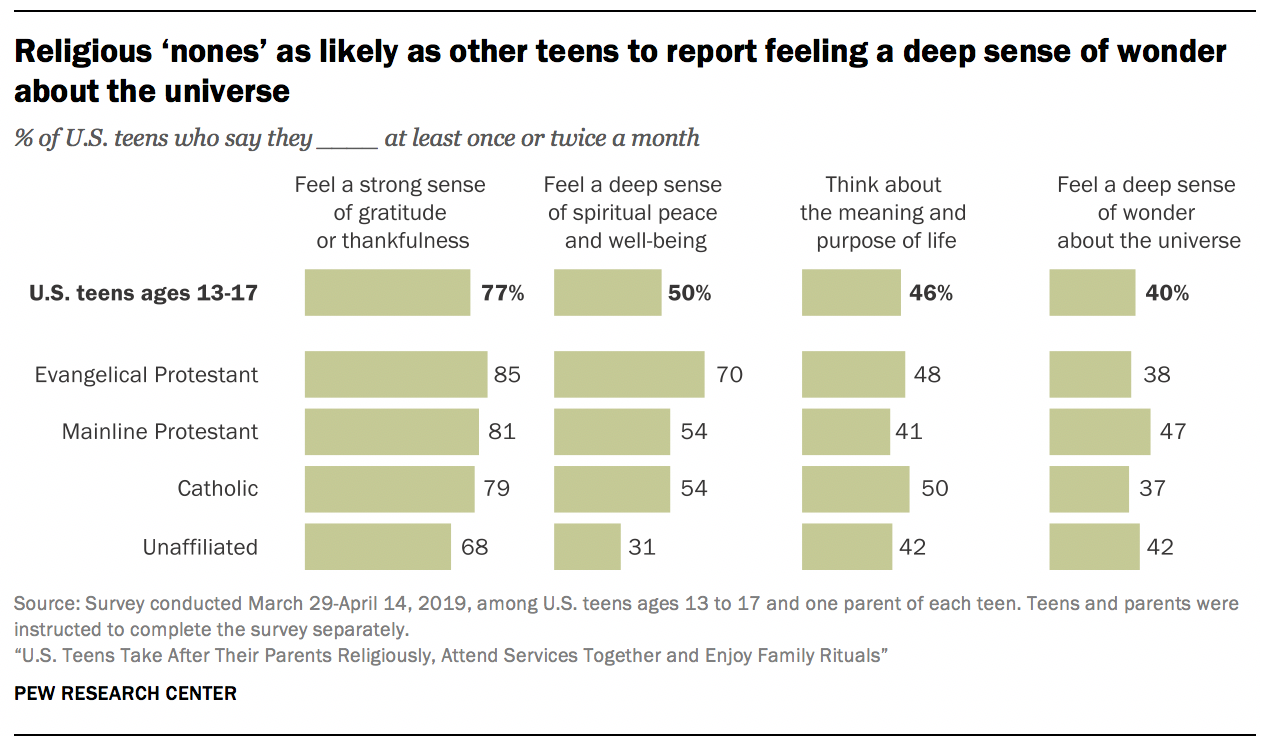 Religious ‘nones’ as likely as other teens to report feeling a deep sense of wonder
about the universe
% of U.S. teens who say they ____ at least once or twice a month
Feel a strong sense
of gratitude
or thankfulness
Feel a deep sense
of spiritual peace
and well-being
Think about
the meaning and
purpose of life
Feel a deep sense
of wonder
about the universe
U.S. teens ages 13-17 77% 50% 46% 40%
Evangelical Protestant 85 70 48 38
Mainline Protestant 81 54 41 47
Catholic 79 54 50 37
Unaffiliated 68 31 42 42
Source: Survey conducted March 29-April 14, 2019, among U.S. teens ages 13 to 17 and one parent of each teen. Teens and parents were
instructed to complete the survey separately.
“U.S. Teens Take After Their Parents Religiously, Attend Services Together and Enjoy Family Rituals”
PEW RESEARCH CENTER